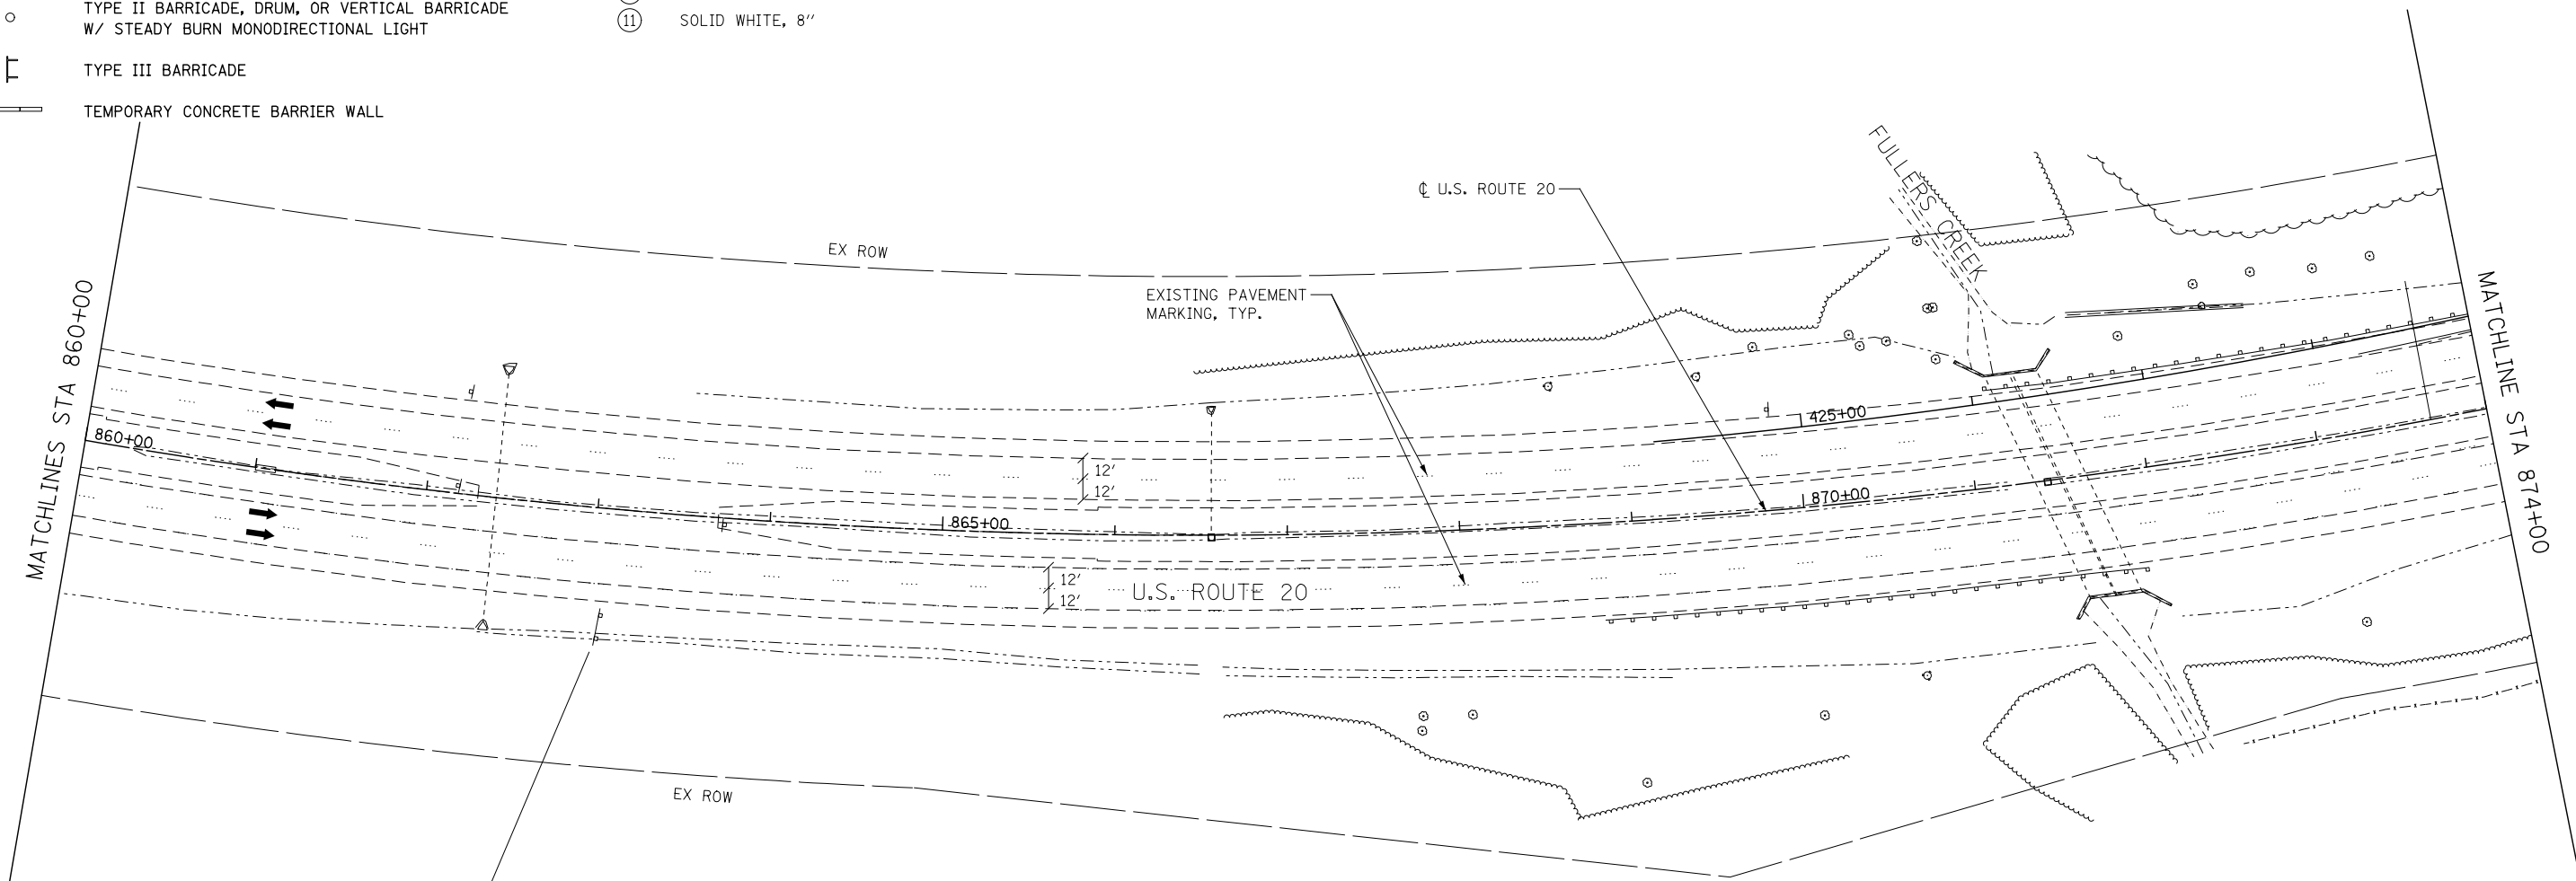 TYPE II BARRICADE, DRUM, OR VERTICAL BARRICADE
W/ STEADY BURN MONODIRECTIONAL LIGHT
11 SOLID WHITE, 8"
TYPE III BARRICADE
TEMPORARY CONCRETE BARRIER WALL
FULLERS CREEK
℄ U.S. ROUTE 20
EX ROW
EXISTING PAVEMENT
MARKING, TYP.
MATCHLINES STA 860+00
MATCHLINE STA 874+00
860+00
425+00
12'
12'
870+00
865+00
12'
12'
U.S. ROUTE 20
EX ROW